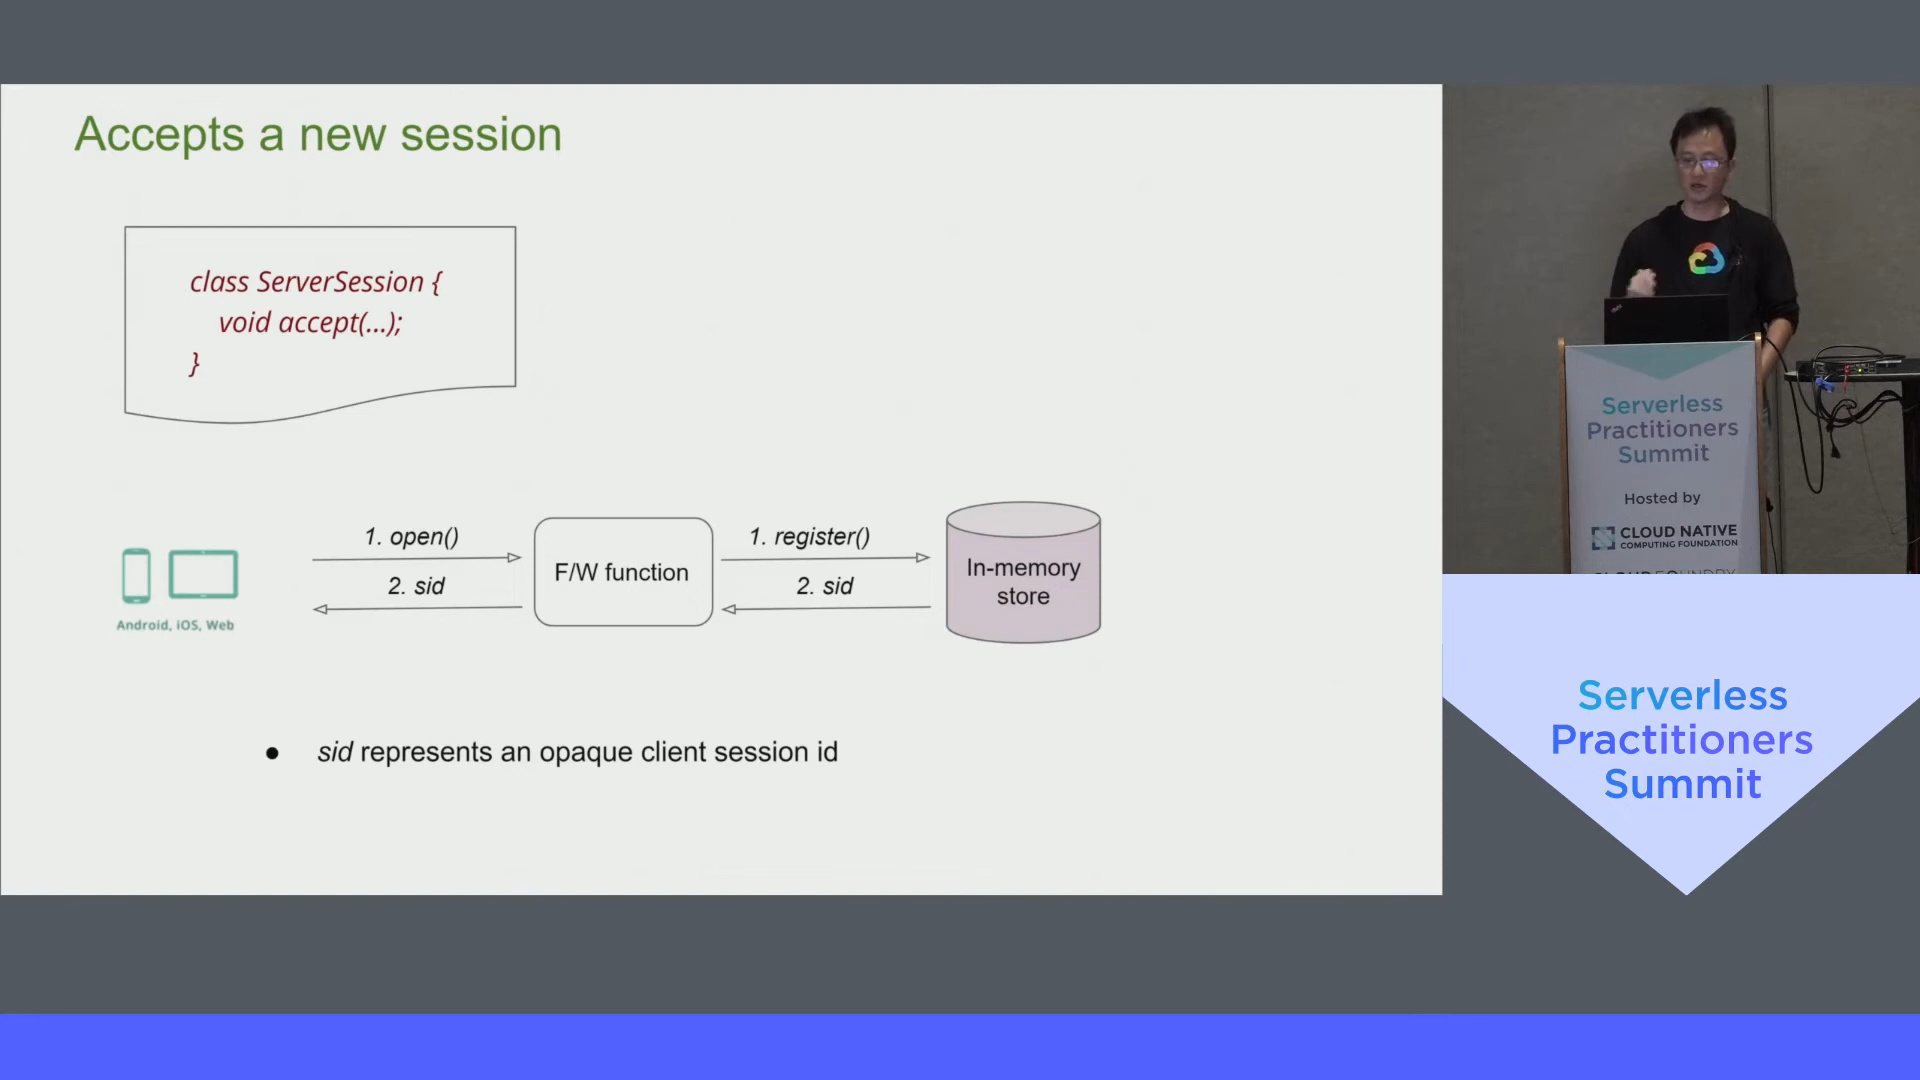 Accepts a new session
class ServerSession {
void accept(...);
}
1. open()
2. sid
F/W function
1. register()
2. sid
In-memory
store
Android, iOS, Web
● sid represents an opaque client session id
Serverless
Practitioners
Summit
Hosted by
CLOUD NATIVE
COMPUTING FOUNDATION
CLOUD FOUNDRY
Serverless
Practitioners
Summit